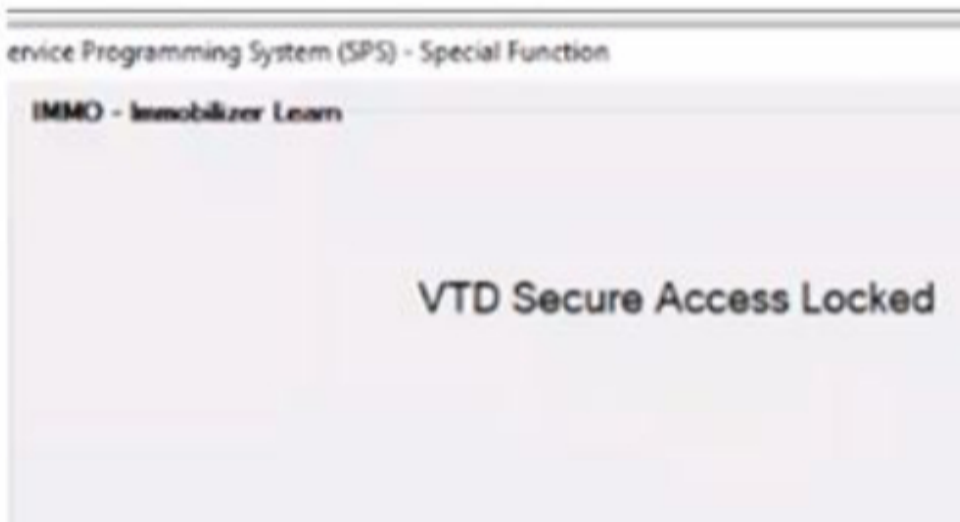 ervice Programming System (SPS) - Special Function
IMMO - Immobilizer Learn
VTD Secure Access Locked